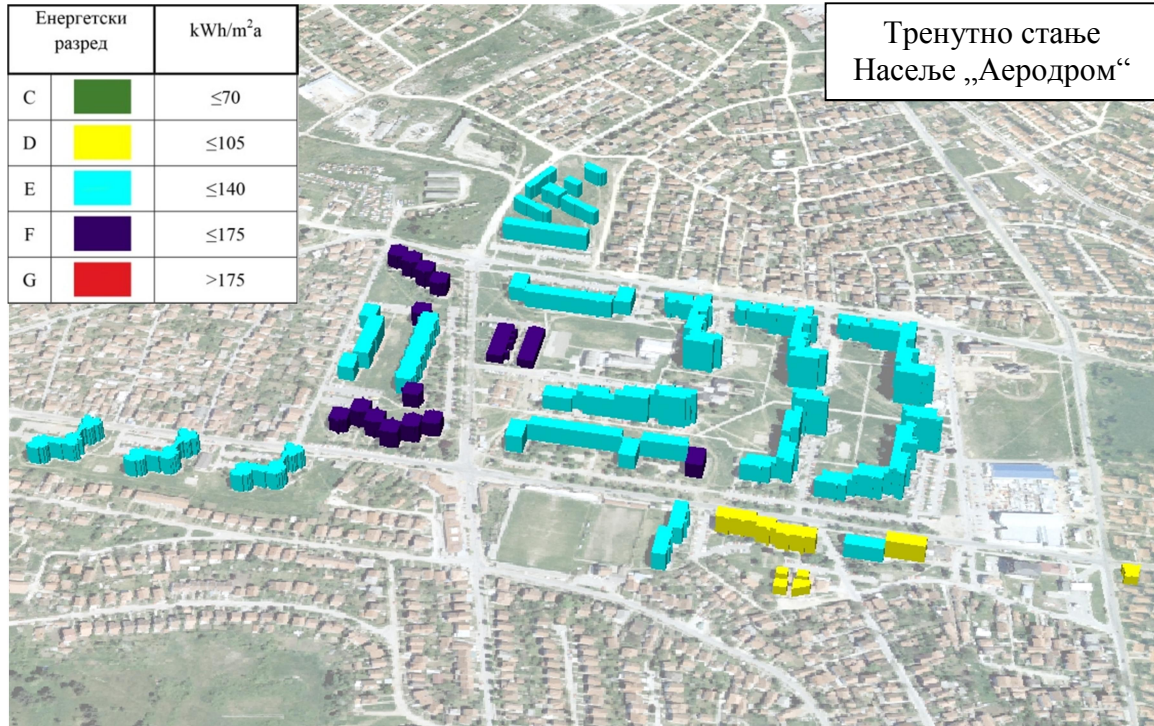 Енергетски
разред
kWh/m²a
C
≤70
D
≤105
E
≤140
F
≤175
G
>175
Тренутно стање
Насеље „Аеродром“